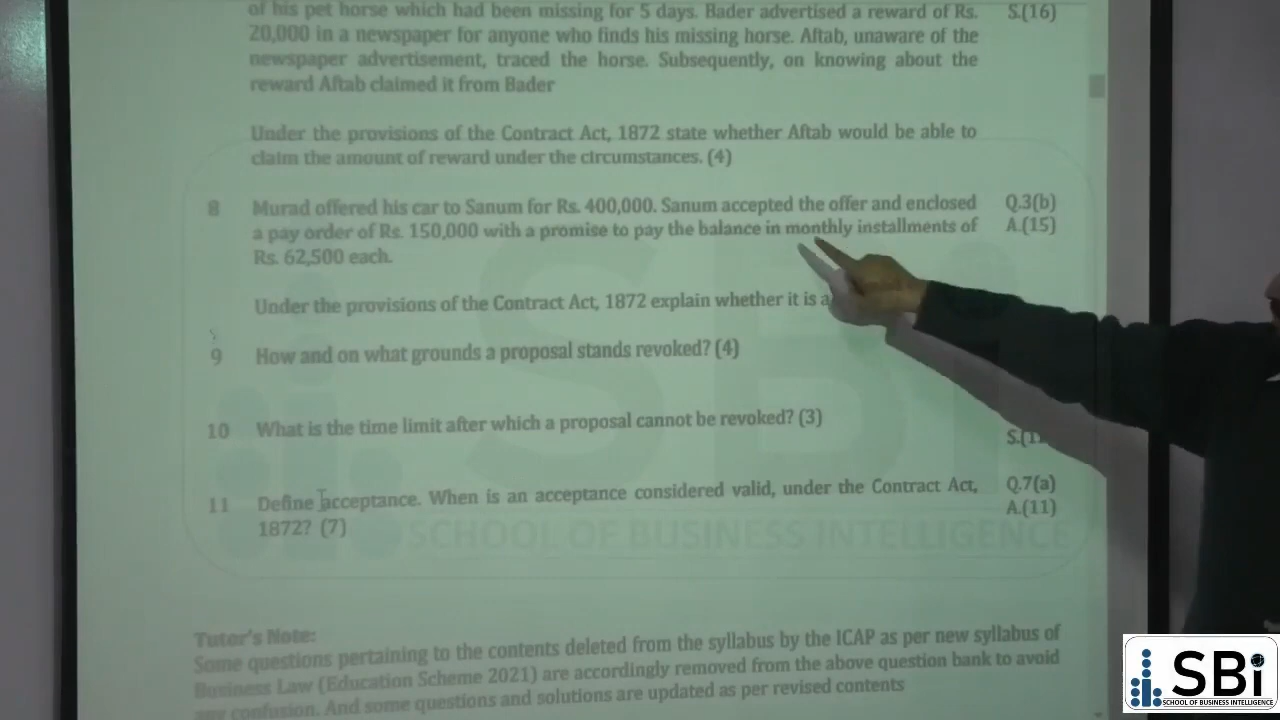 of his pet horse which had been missing for 5 days. Bader advertised a reward of Rs. S.(16)
20,000 in a newspaper for anyone who finds his missing horse. Aftab, unaware of the
newspaper advertisement, traced the horse. Subsequently, on knowing about the
reward Aftab claimed it from Bader
Under the provisions of the Contract Act, 1872 state whether Aftab would be able to
claim the amount of reward under the circumstances. (4)
8 Murad offered his car to Sanum for Rs. 400,000. Sanum accepted the offer and enclosed Q.3(b)
a pay order of Rs. 150,000 with a promise to pay the balance in monthly installments of A.(15)
Rs. 62,500 each.
Under the provisions of the Contract Act, 1872 explain whether it is a
9 How and on what grounds a proposal stands revoked? (4)
10 What is the time limit after which a proposal cannot be revoked? (3)
11 Define acceptance. When is an acceptance considered valid, under the Contract Act, Q.7(a)
1872? (7) A.(11)
SBi
SCHOOL OF BUSINESS INTELLIGENCE
Tutor's Note:
Some questions pertaining to the contents deleted from the syllabus by the ICAP as per new syllabus of
Business Law (Education Scheme 2021) are accordingly removed from the above question bank to avoid
any confusion. And some questions and solutions are updated as per revised contents
SBi
SCHOOL OF BUSINESS INTELLIGENCE